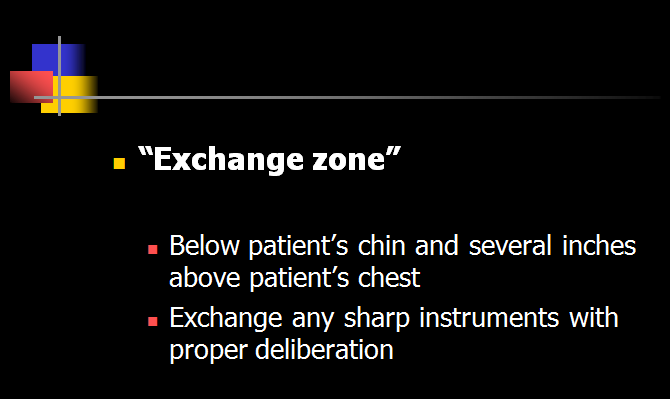 “Exchange zone”
Below patient’s chin and several inches
above patient’s chest
Exchange any sharp instruments with
proper deliberation